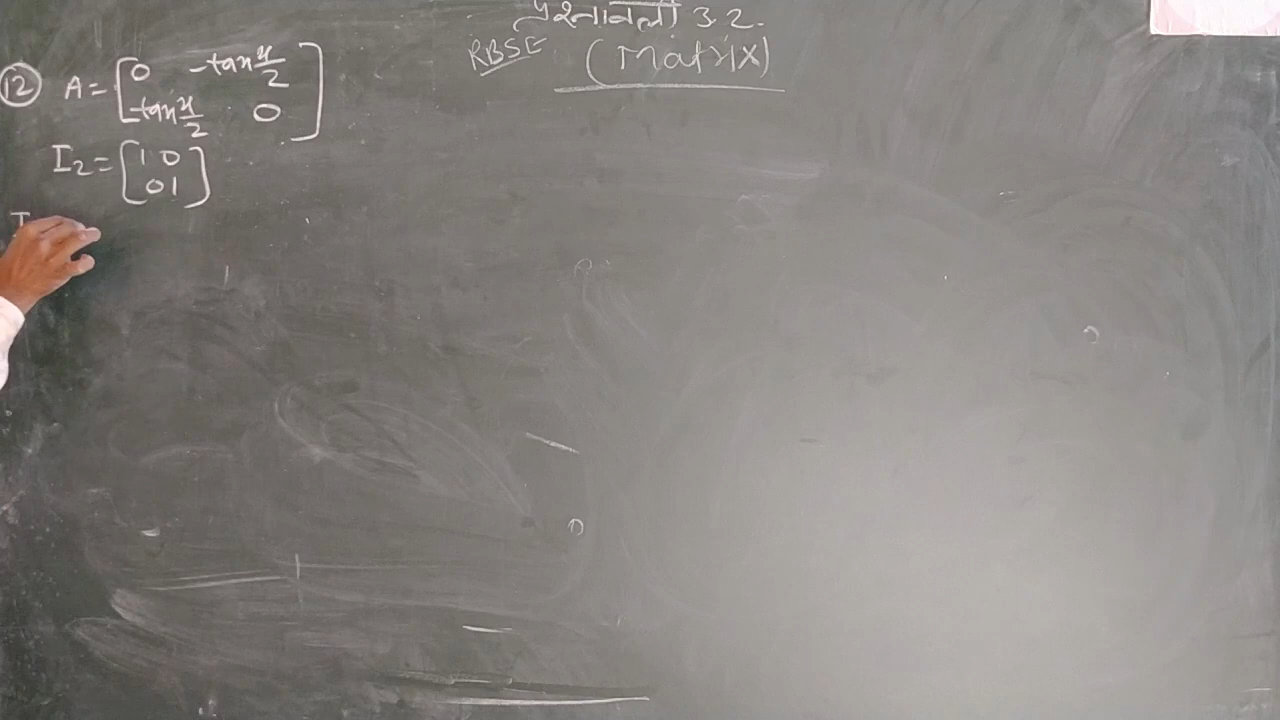 प्रश्नावली 3.2.
RBSE (Matrix)
12 A = [0 -tan x/2
tan x/2 0]
I2 = [1 0
0 1]
I